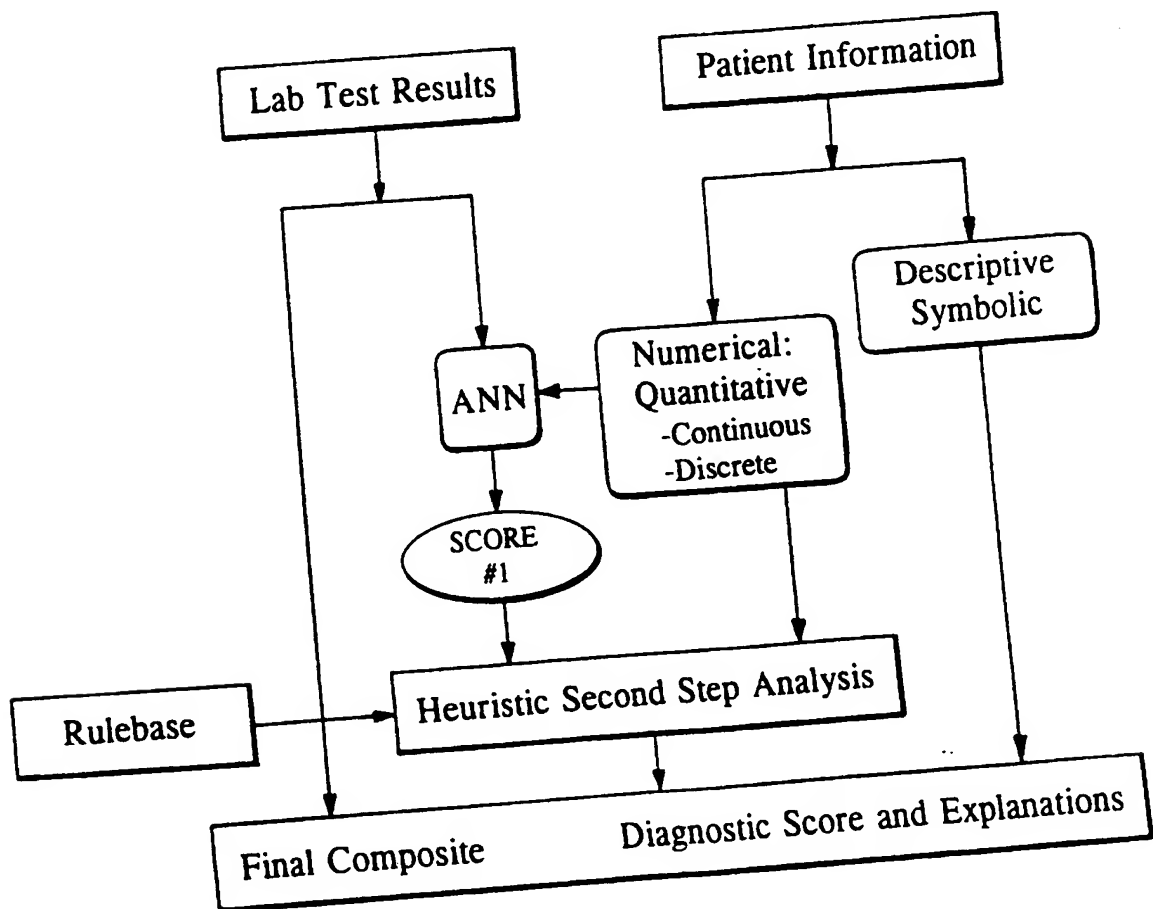 Lab Test Results
Patient Information
Descriptive
Symbolic
Numerical:
Quantitative
-Continuous
-Discrete
ANN
SCORE
#1
Heuristic Second Step Analysis
Rulebase
Final Composite Diagnostic Score and Explanations